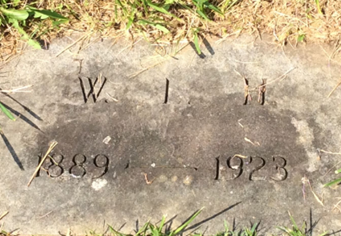 W. I. H
1889 — 1923